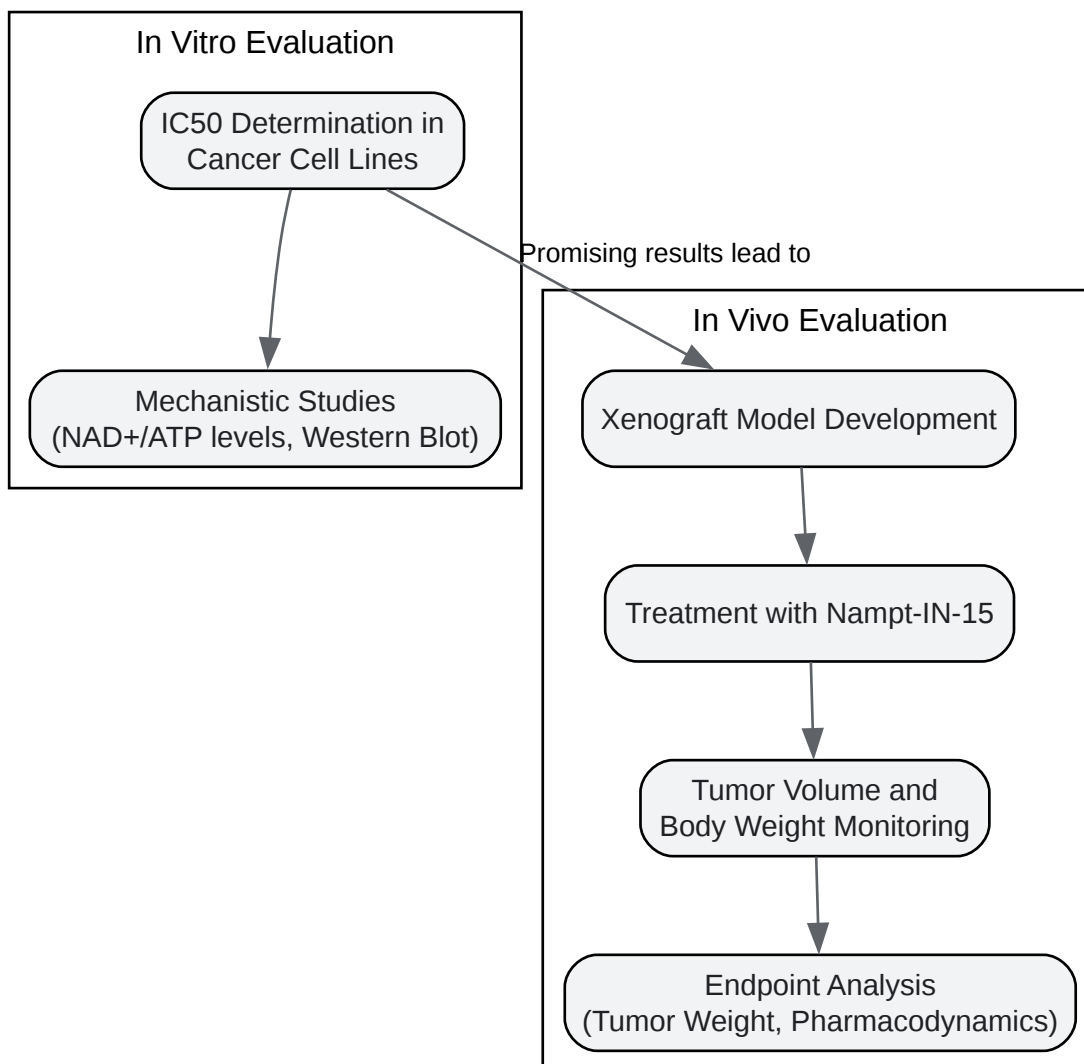 In Vitro Evaluation
IC50 Determination in
Cancer Cell Lines
Promising results lead to
Mechanistic Studies
(NAD+/ATP levels, Western Blot)
In Vivo Evaluation
Xenograft Model Development
Treatment with Nampt-IN-15
Tumor Volume and
Body Weight Monitoring
Endpoint Analysis
(Tumor Weight, Pharmacodynamics)